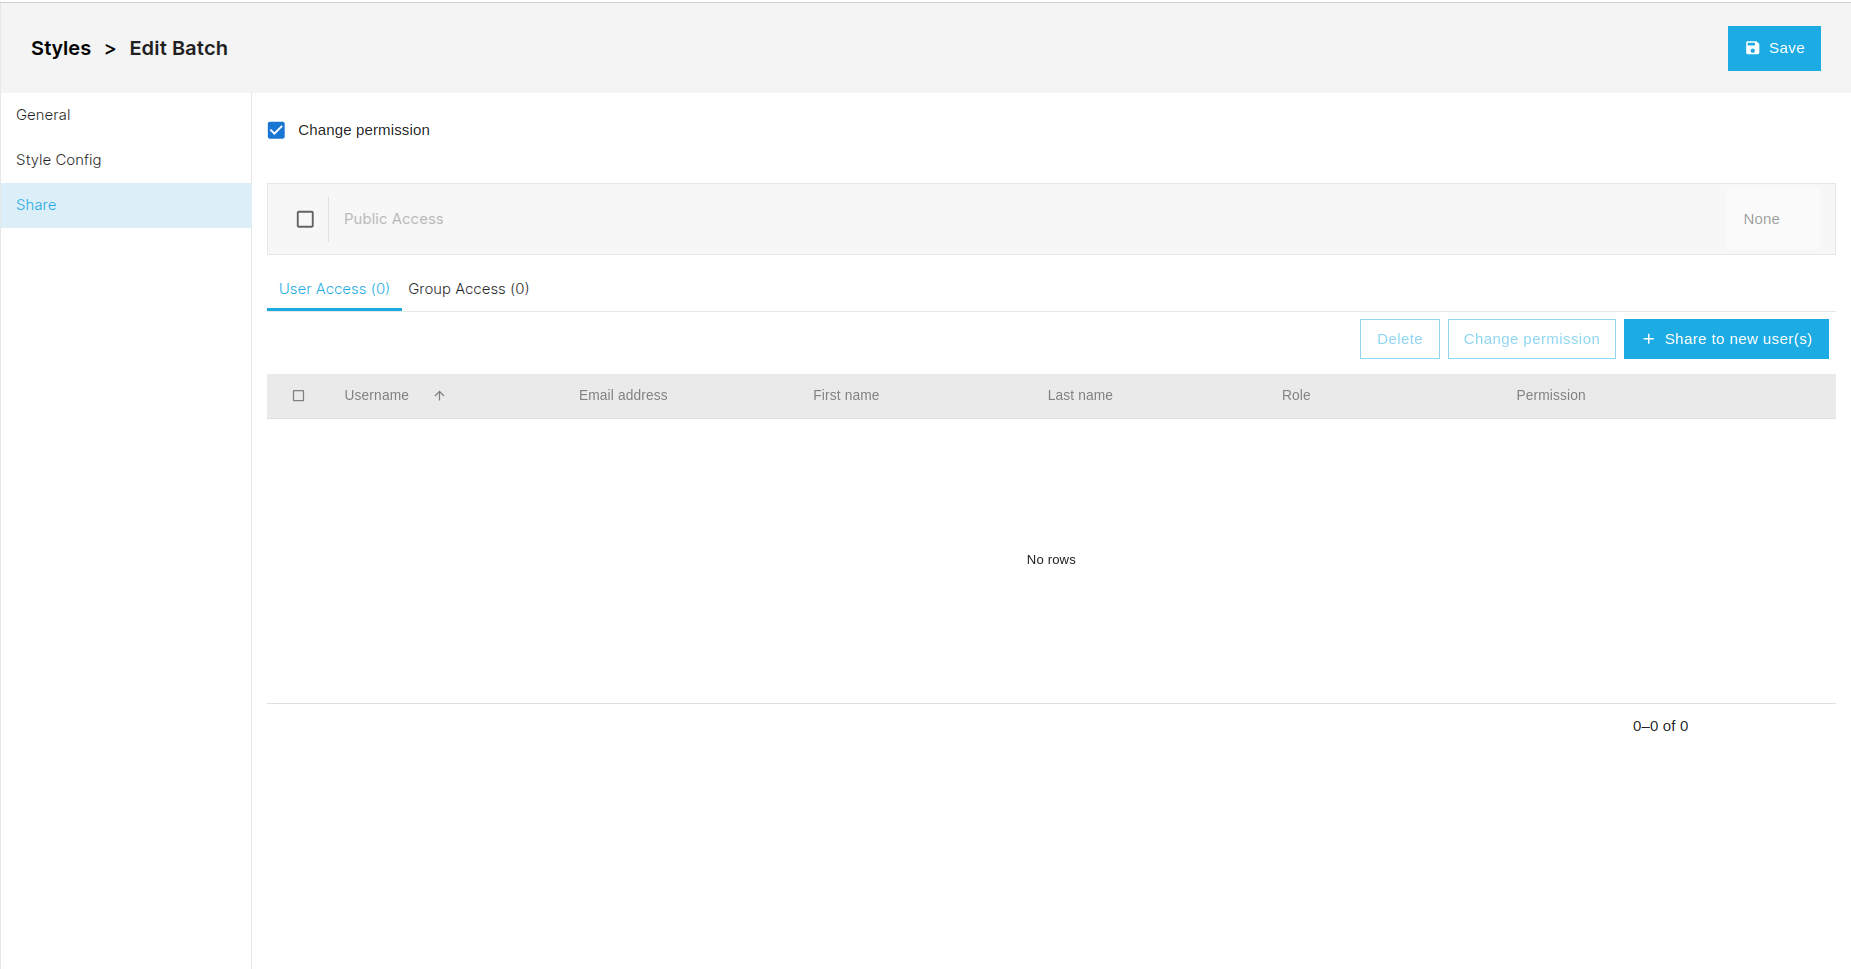 Styles > Edit Batch
Save
General
Style Config
Share
Change permission
Public Access
None
User Access (0)
Group Access (0)
Delete
Change permission
+ Share to new user(s)
Username
Email address
First name
Last name
Role
Permission
No rows
0–0 of 0